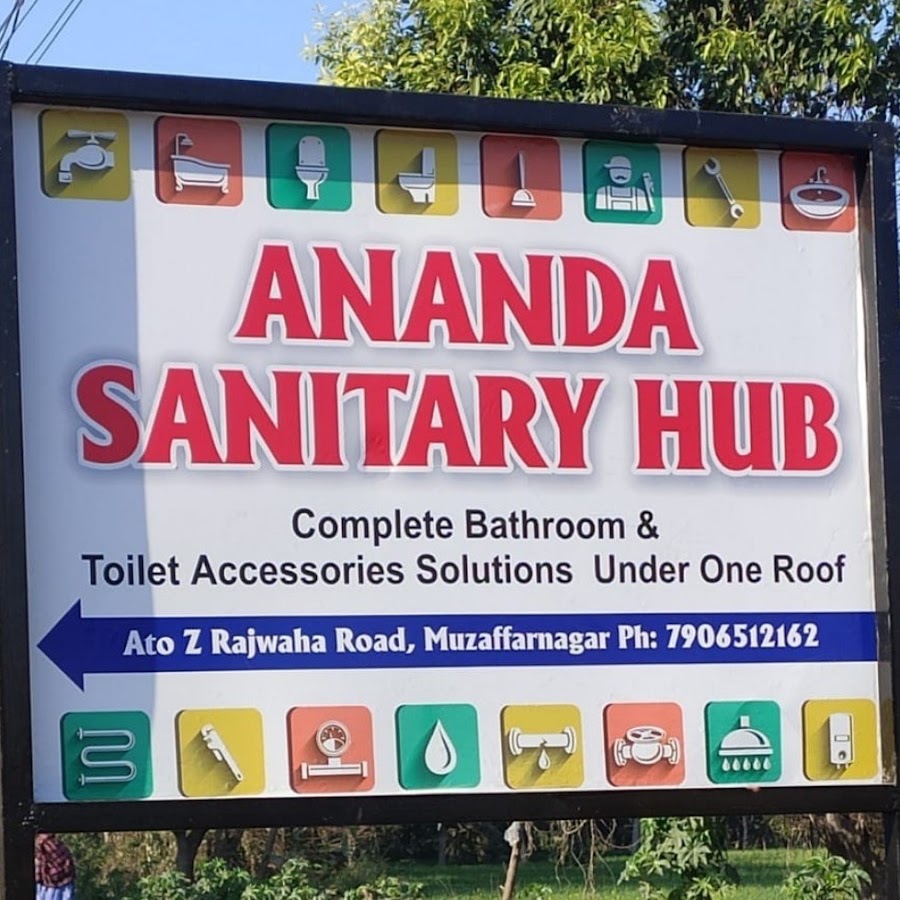 ANANDA
SANITARY HUB
Complete Bathroom &
Toilet Accessories Solutions Under One Roof
Ato Z Rajwaha Road, Muzaffarnagar Ph: 7906512162